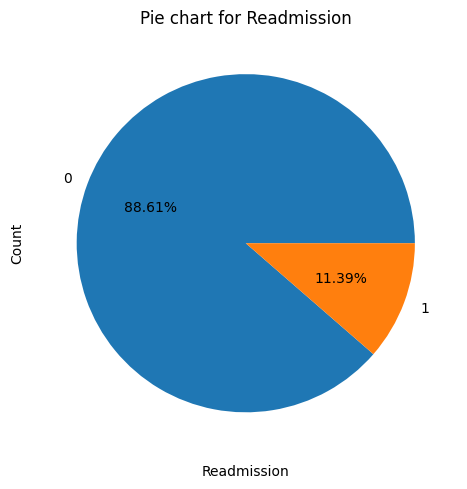 Pie chart for Readmission
0
88.61%
Count
11.39%
1
Readmission